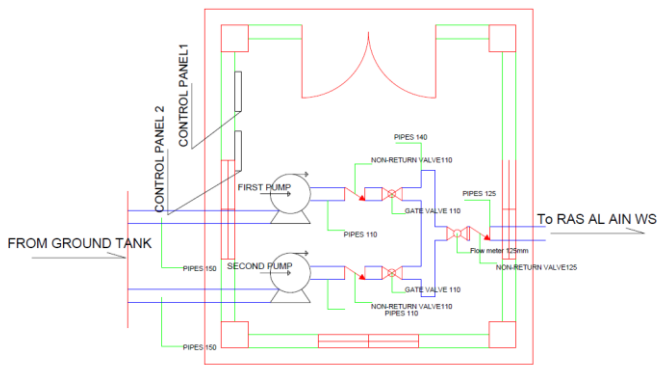 CONTROL PANEL1
CONTROL PANEL 2
PIPES 140
NON-RETURN VALVE110
FIRST PUMP
PIPES 125
GATE VALVE 110
To RAS AL AIN WS
PIPES 110
FROM GROUND TANK
Flow meter 125mm
NON-RETURN VALVE125
SECOND PUMP
PIPES 150
GATE VALVE 110
NON-RETURN VALVE110
PIPES 110
PIPES 150